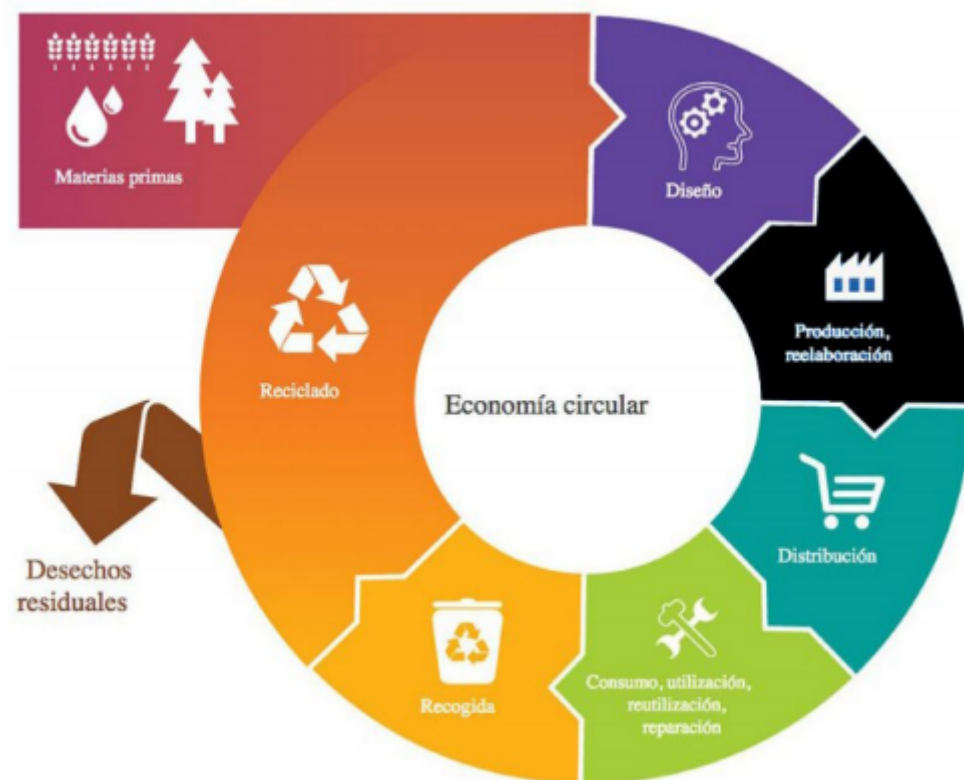 Materias primas
Diseño
Producción,
reelaboración
Reciclado
Economía circular
Distribución
Desechos
residuales
Recogida
Consumo, utilización,
reutilización,
reparación